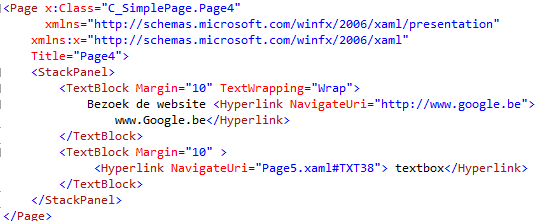 <Page x:Class="C_SimplePage.Page4"
xmlns="http://schemas.microsoft.com/winfx/2006/xaml/presentation"
xmlns:x="http://schemas.microsoft.com/winfx/2006/xaml"
Title="Page4">
<StackPanel>
<TextBlock Margin="10" TextWrapping="Wrap">
Bezoek de website <Hyperlink NavigateUri="http://www.google.be">
www.Google.be</Hyperlink>
</TextBlock>
<TextBlock Margin="10" >
<Hyperlink NavigateUri="Page5.xaml#TXT38"> textbox</Hyperlink>
</TextBlock>
</StackPanel>
</Page>